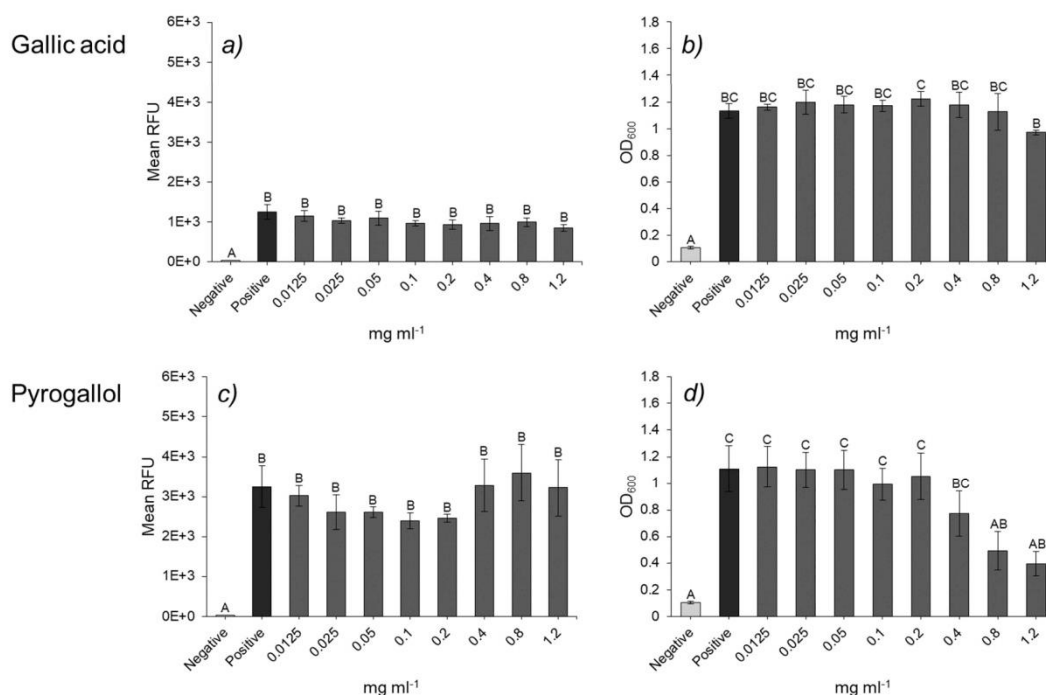 Gallic acid
a)
Mean RFU
6E+3
5E+3
4E+3
3E+3
2E+3
1E+3
0E+0
A B B B B B B B B B
Negative Positive 0.0125 0.025 0.05 0.1 0.2 0.4 0.8 1.2
mg ml⁻¹
b)
OD₆₀₀
1.8
1.6
1.4
1.2
1
0.8
0.6
0.4
0.2
0
A BC BC BC BC BC C BC BC B
Negative Positive 0.0125 0.025 0.05 0.1 0.2 0.4 0.8 1.2
mg ml⁻¹
Pyrogallol
c)
Mean RFU
6E+3
5E+3
4E+3
3E+3
2E+3
1E+3
0E+0
A B B B B B B B B B
Negative Positive 0.0125 0.025 0.05 0.1 0.2 0.4 0.8 1.2
mg ml⁻¹
d)
OD₆₀₀
1.8
1.6
1.4
1.2
1
0.8
0.6
0.4
0.2
0
A C C C C C C BC AB AB
Negative Positive 0.0125 0.025 0.05 0.1 0.2 0.4 0.8 1.2
mg ml⁻¹